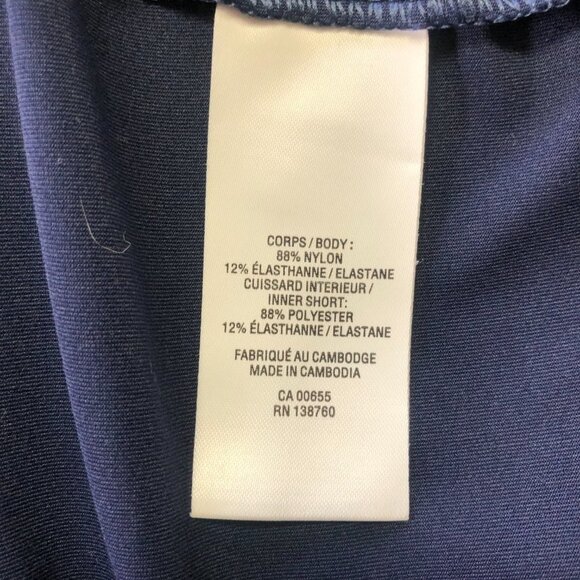 CORPS / BODY :
88% NYLON
12% ÉLASTHANNE / ELASTANE
CUISSARD INTERIEUR /
INNER SHORT:
88% POLYESTER
12% ÉLASTHANNE / ELASTANE
FABRIQUÉ AU CAMBODGE
MADE IN CAMBODIA
CA 00655
RN 138760